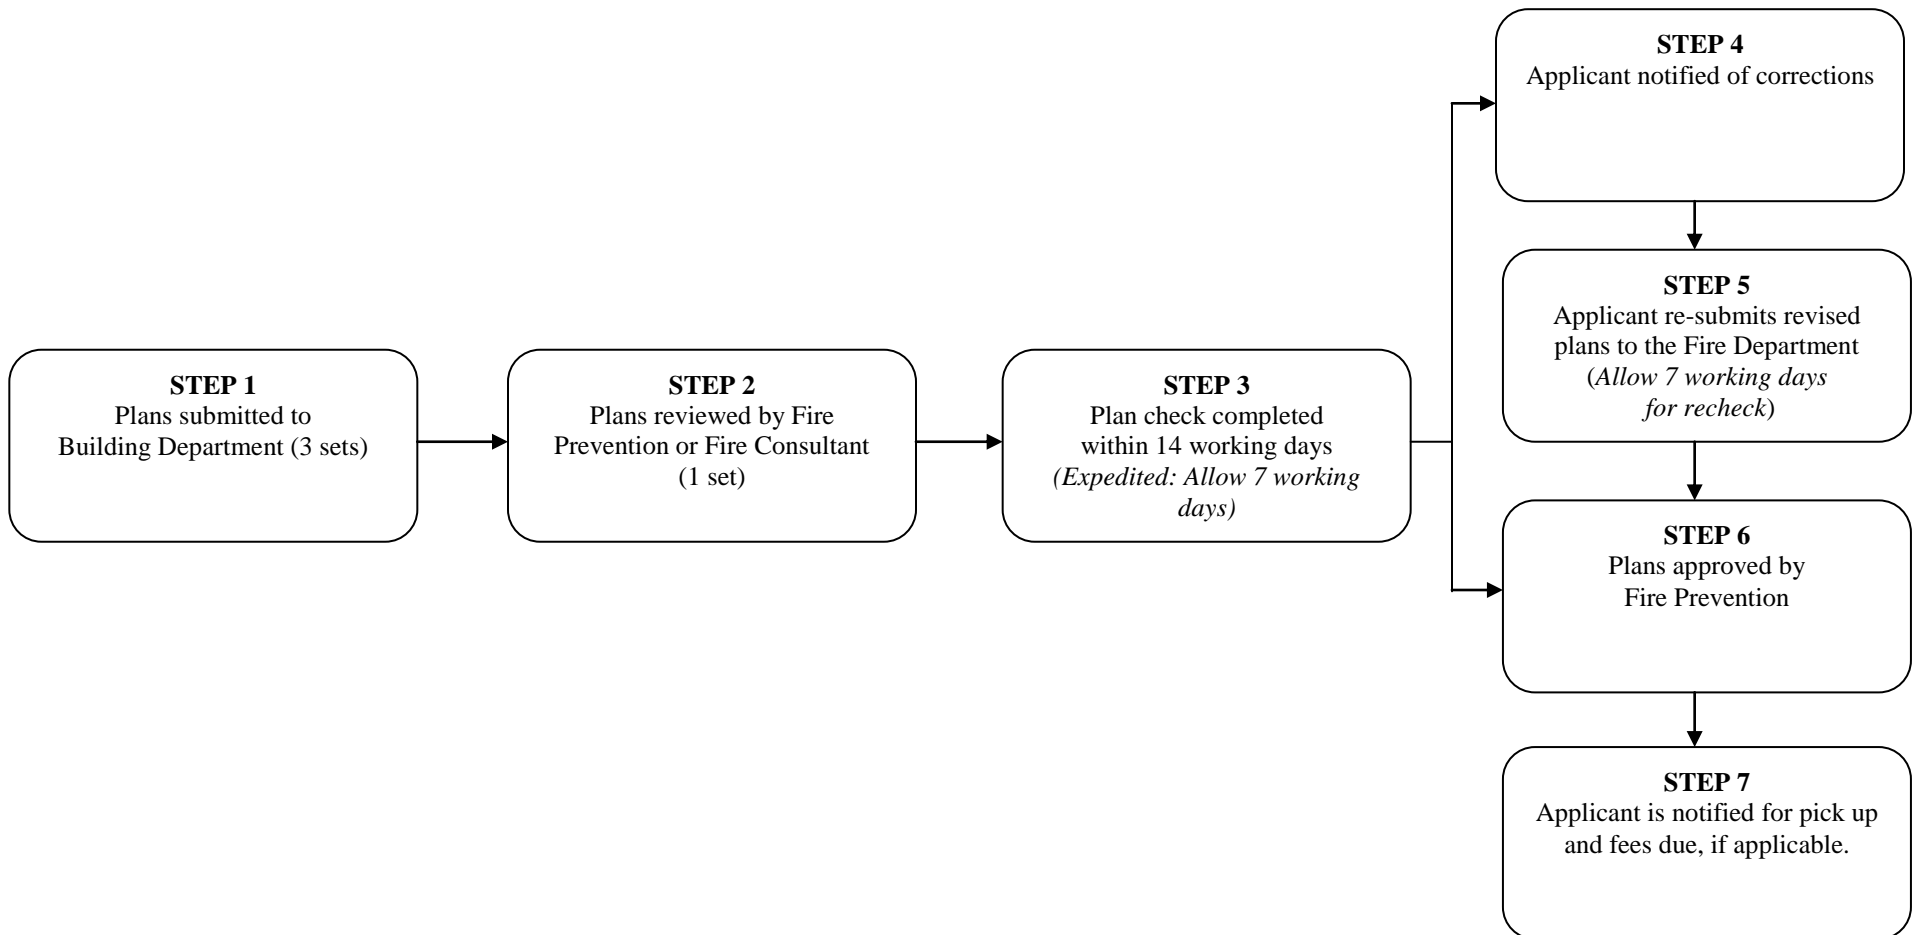 STEP 1
Plans submitted to
Building Department (3 sets)
STEP 2
Plans reviewed by Fire
Prevention or Fire Consultant
(1 set)
STEP 3
Plan check completed
within 14 working days
(Expedited: Allow 7 working
days)
STEP 4
Applicant notified of corrections
STEP 5
Applicant re-submits revised
plans to the Fire Department
(Allow 7 working days
for recheck)
STEP 6
Plans approved by
Fire Prevention
STEP 7
Applicant is notified for pick up
and fees due, if applicable.